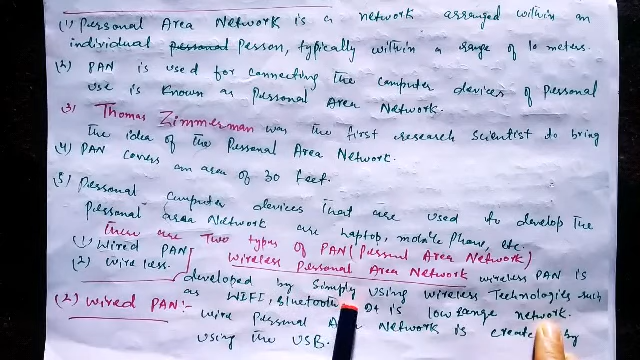 (1) Personal Area Network is a network arranged within an
individual personal Person, typically within a range of 10 meters.
(2) PAN is used for connecting the computer devices of personal
use is known as Personal Area Network.
(3) Thomas Zimmerman was the first research scientist to bring
the idea of the Personal Area Network.
(4) PAN covers an area of 30 feet.
(5) Personal computer devices that are used to develop the
personal area Network are laptop, mobile phone, etc.
There are Two types of PAN (Personal Area Network)
(1) Wired PAN
(2) Wireless.
Wireless Personal Area Network wireless PAN is
developed by simply using wireless Technologies such
as WIFI, Bluetooth. It is low range network.
(2) Wired PAN:-
wire Personal Network is created by
using the USB.